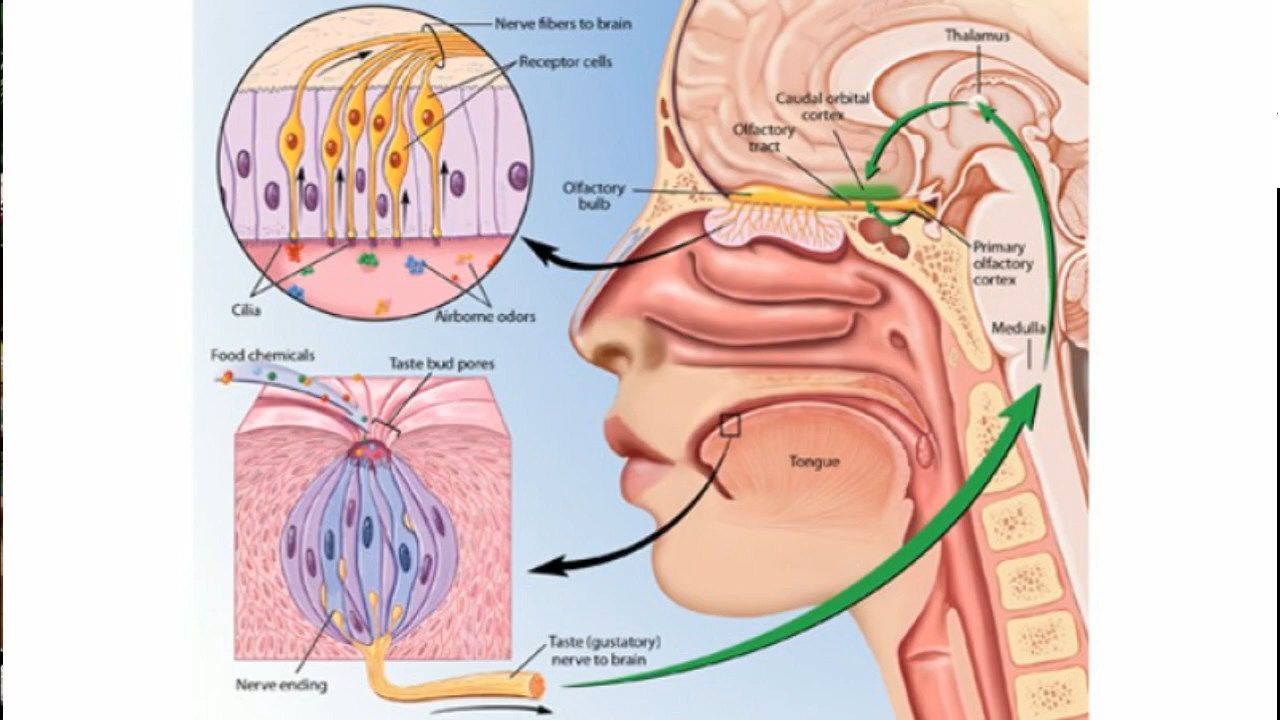 Nerve fibers to brain
Receptor cells
Thalamus
Caudal orbital
cortex
Olfactory
tract
Olfactory
bulb
Primary
olfactory
cortex
Cilia
Airborne odors
Medulla
Food chemicals
Taste bud pores
Tongue
Taste (gustatory)
nerve to brain
Nerve ending